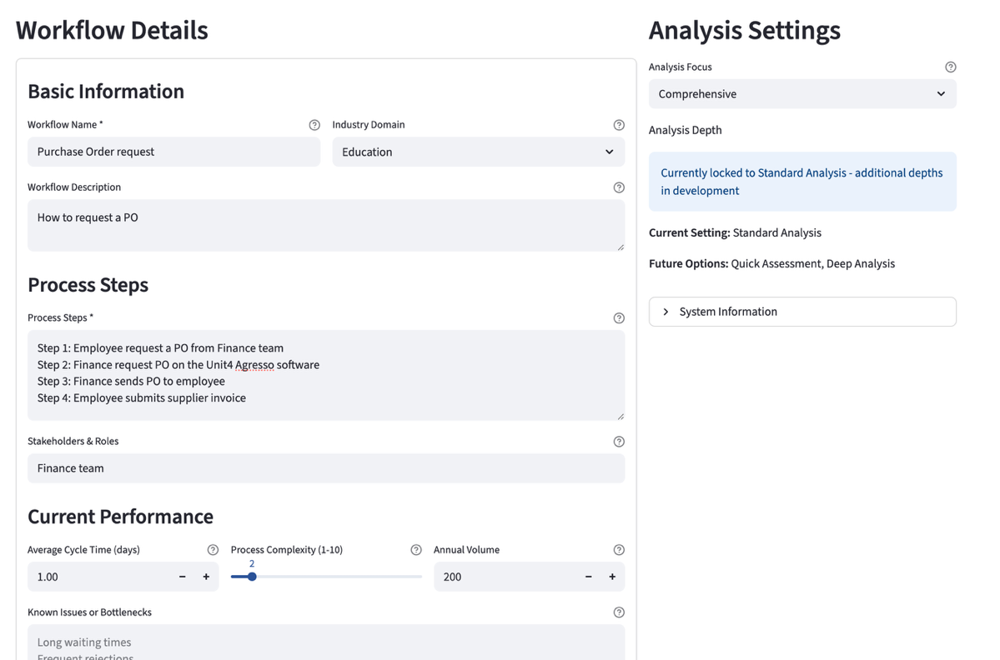 Workflow Details
Basic Information
Workflow Name *
Purchase Order request
Industry Domain
Education
Workflow Description
How to request a PO
Process Steps
Process Steps *
Step 1: Employee request a PO from Finance team
Step 2: Finance request PO on the Unit4 Agresso software
Step 3: Finance sends PO to employee
Step 4: Employee submits supplier invoice
Stakeholders & Roles
Finance team
Current Performance
Average Cycle Time (days)
1.00
Process Complexity (1-10)
2
Annual Volume
200
Known Issues or Bottlenecks
Long waiting times
Frequent rejections
Analysis Settings
Analysis Focus
Comprehensive
Analysis Depth
Currently locked to Standard Analysis - additional depths
in development
Current Setting: Standard Analysis
Future Options: Quick Assessment, Deep Analysis
System Information